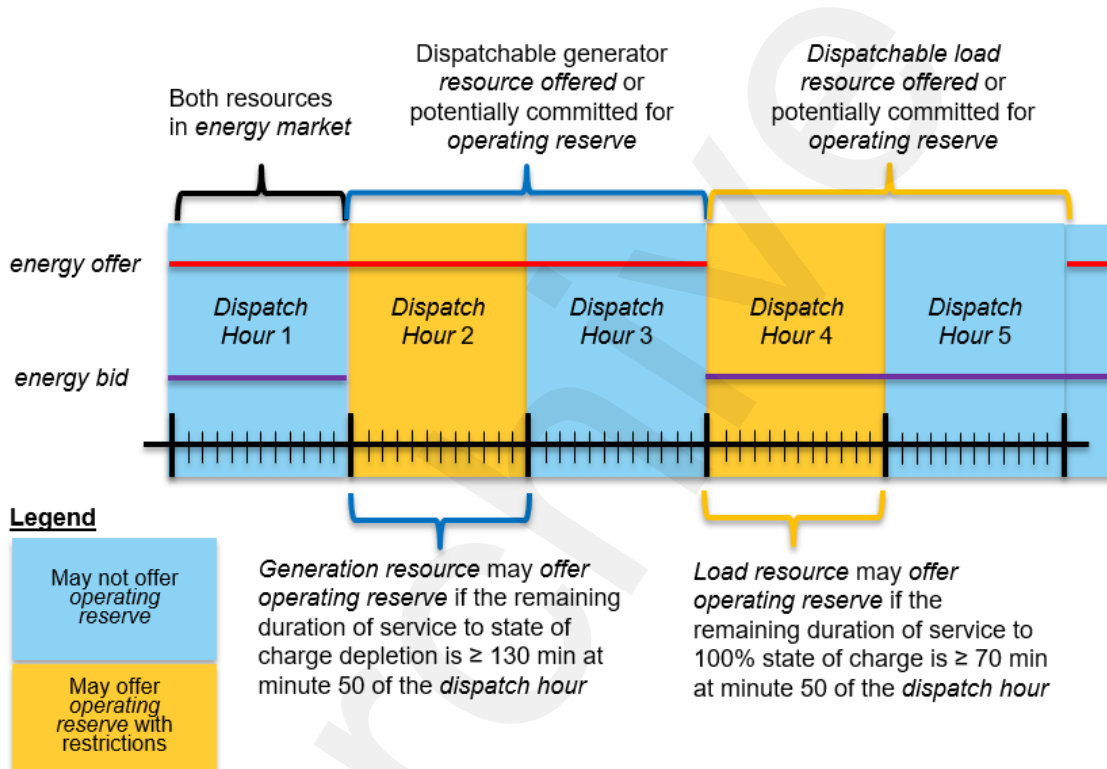 Both resources
in energy market
Dispatchable generator
resource offered or
potentially committed for
operating reserve
Dispatchable load
resource offered or
potentially committed for
operating reserve
energy offer
energy bid
Dispatch
Hour 1
Dispatch
Hour 2
Dispatch
Hour 3
Dispatch
Hour 4
Dispatch
Hour 5
Legend
May not offer
operating
reserve
May offer
operating
reserve with
restrictions
Generation resource may offer
operating reserve if the remaining
duration of service to state of
charge depletion is ≥ 130 min at
minute 50 of the dispatch hour
Load resource may offer
operating reserve if the
remaining duration of service to
100% state of charge is ≥ 70 min
at minute 50 of the dispatch hour